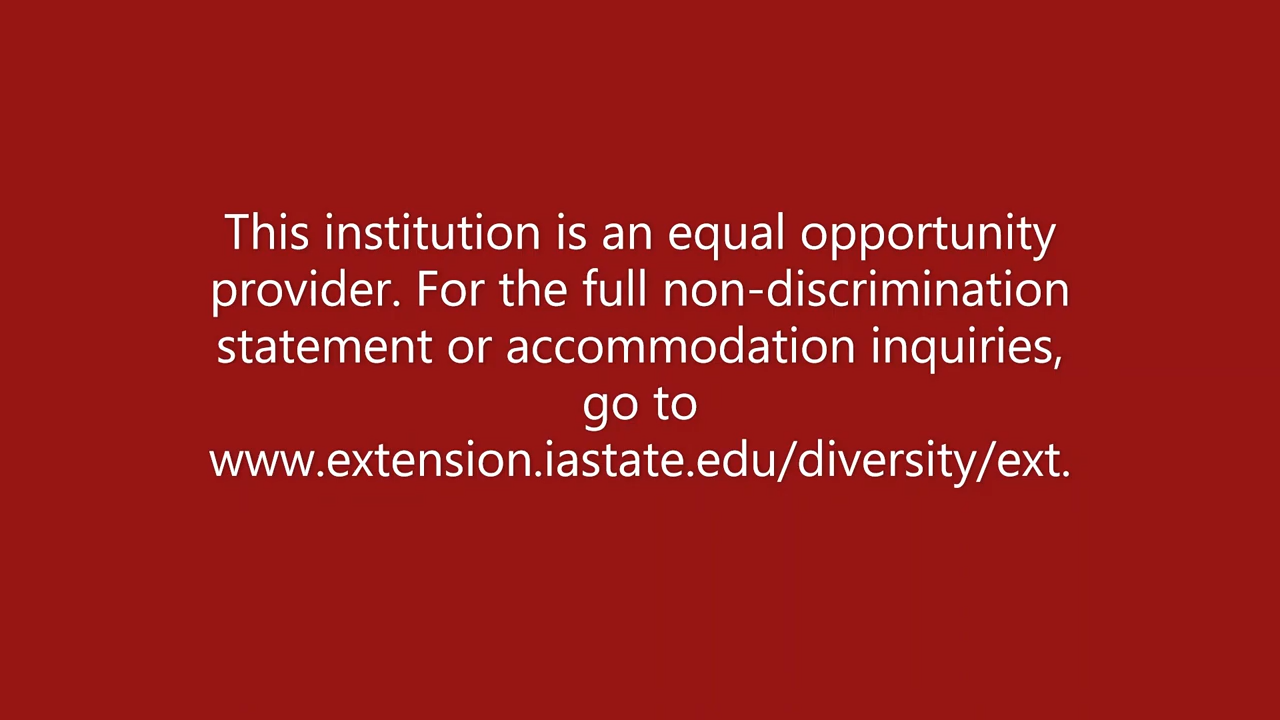 This institution is an equal opportunity
provider. For the full non-discrimination
statement or accommodation inquiries,
go to
www.extension.iastate.edu/diversity/ext.